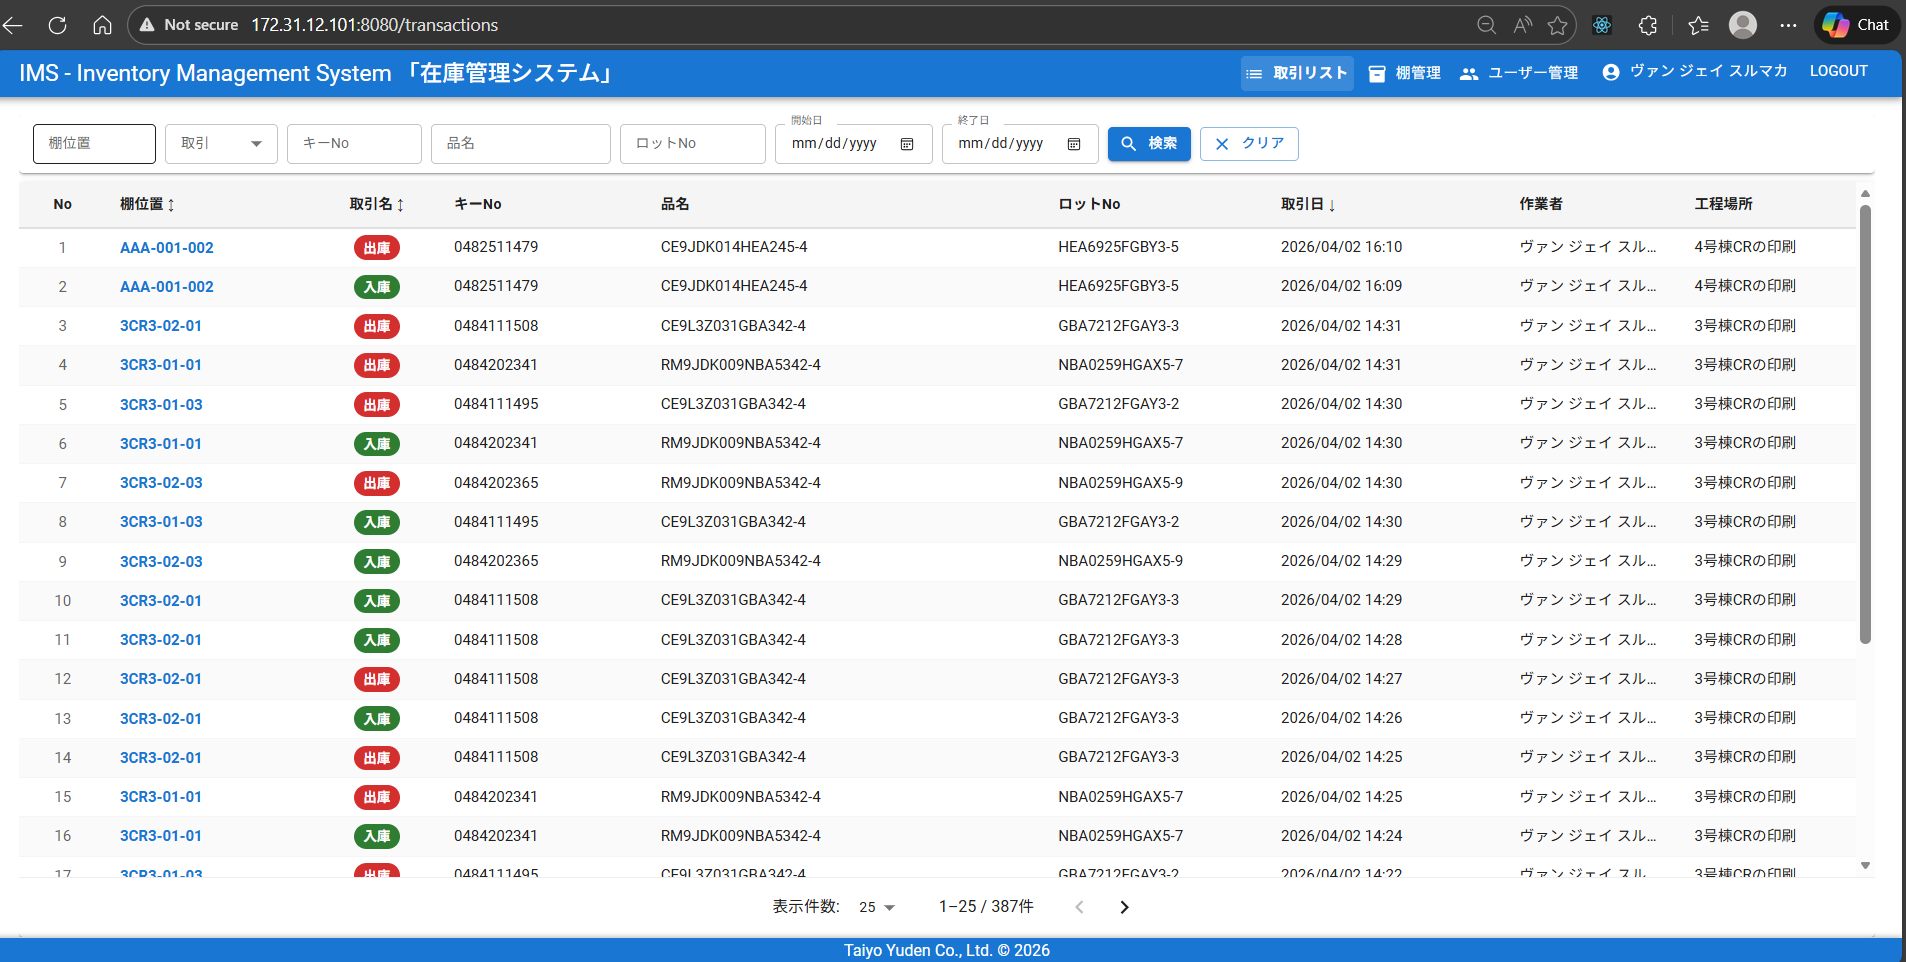 Not secure 172.31.12.101:8080/transactions Chat
IMS - Inventory Management System 「在庫管理システム」 取引リスト 棚管理 ユーザー管理 ヴァン ジェイ スルマカ LOGOUT
開始日 終了日
棚位置 取引 キーNo 品名 ロットNo mm/dd/yyyy mm/dd/yyyy 検索 クリア
No 棚位置 取引名 キーNo 品名 ロットNo 取引日 作業者 工程場所
1 AAA-001-002 出庫 0482511479 CE9JDK014HEA245-4 HEA6925FGBY3-5 2026/04/02 16:10 ヴァン ジェイ スル... 4号棟CRの印刷
2 AAA-001-002 入庫 0482511479 CE9JDK014HEA245-4 HEA6925FGBY3-5 2026/04/02 16:09 ヴァン ジェイ スル... 4号棟CRの印刷
3 3CR3-02-01 出庫 0484111508 CE9L3Z031GBA342-4 GBA7212FGAY3-3 2026/04/02 14:31 ヴァン ジェイ スル... 3号棟CRの印刷
4 3CR3-01-01 出庫 0484202341 RM9JDK009NBA5342-4 NBA0259HGAX5-7 2026/04/02 14:31 ヴァン ジェイ スル... 3号棟CRの印刷
5 3CR3-01-03 出庫 0484111495 CE9L3Z031GBA342-4 GBA7212FGAY3-2 2026/04/02 14:30 ヴァン ジェイ スル... 3号棟CRの印刷
6 3CR3-01-01 入庫 0484202341 RM9JDK009NBA5342-4 NBA0259HGAX5-7 2026/04/02 14:30 ヴァン ジェイ スル... 3号棟CRの印刷
7 3CR3-02-03 出庫 0484202365 RM9JDK009NBA5342-4 NBA0259HGAX5-9 2026/04/02 14:30 ヴァン ジェイ スル... 3号棟CRの印刷
8 3CR3-01-03 入庫 0484111495 CE9L3Z031GBA342-4 GBA7212FGAY3-2 2026/04/02 14:30 ヴァン ジェイ スル... 3号棟CRの印刷
9 3CR3-02-03 入庫 0484202365 RM9JDK009NBA5342-4 NBA0259HGAX5-9 2026/04/02 14:29 ヴァン ジェイ スル... 3号棟CRの印刷
10 3CR3-02-01 入庫 0484111508 CE9L3Z031GBA342-4 GBA7212FGAY3-3 2026/04/02 14:29 ヴァン ジェイ スル... 3号棟CRの印刷
11 3CR3-02-01 入庫 0484111508 CE9L3Z031GBA342-4 GBA7212FGAY3-3 2026/04/02 14:28 ヴァン ジェイ スル... 3号棟CRの印刷
12 3CR3-02-01 出庫 0484111508 CE9L3Z031GBA342-4 GBA7212FGAY3-3 2026/04/02 14:27 ヴァン ジェイ スル... 3号棟CRの印刷
13 3CR3-02-01 入庫 0484111508 CE9L3Z031GBA342-4 GBA7212FGAY3-3 2026/04/02 14:26 ヴァン ジェイ スル... 3号棟CRの印刷
14 3CR3-02-01 出庫 0484111508 CE9L3Z031GBA342-4 GBA7212FGAY3-3 2026/04/02 14:25 ヴァン ジェイ スル... 3号棟CRの印刷
15 3CR3-01-01 出庫 0484202341 RM9JDK009NBA5342-4 NBA0259HGAX5-7 2026/04/02 14:25 ヴァン ジェイ スル... 3号棟CRの印刷
16 3CR3-01-01 入庫 0484202341 RM9JDK009NBA5342-4 NBA0259HGAX5-7 2026/04/02 14:24 ヴァン ジェイ スル... 3号棟CRの印刷
17 3CR3-01-03 出庫 0484111495 CE9L3Z031GBA342-4 GBA7212FGAY3-2 2026/04/02 14:22 ヴァン ジェイ スル... 3号棟CRの印刷
表示件数: 25 1–25 / 387件
Taiyo Yuden Co., Ltd. © 2026